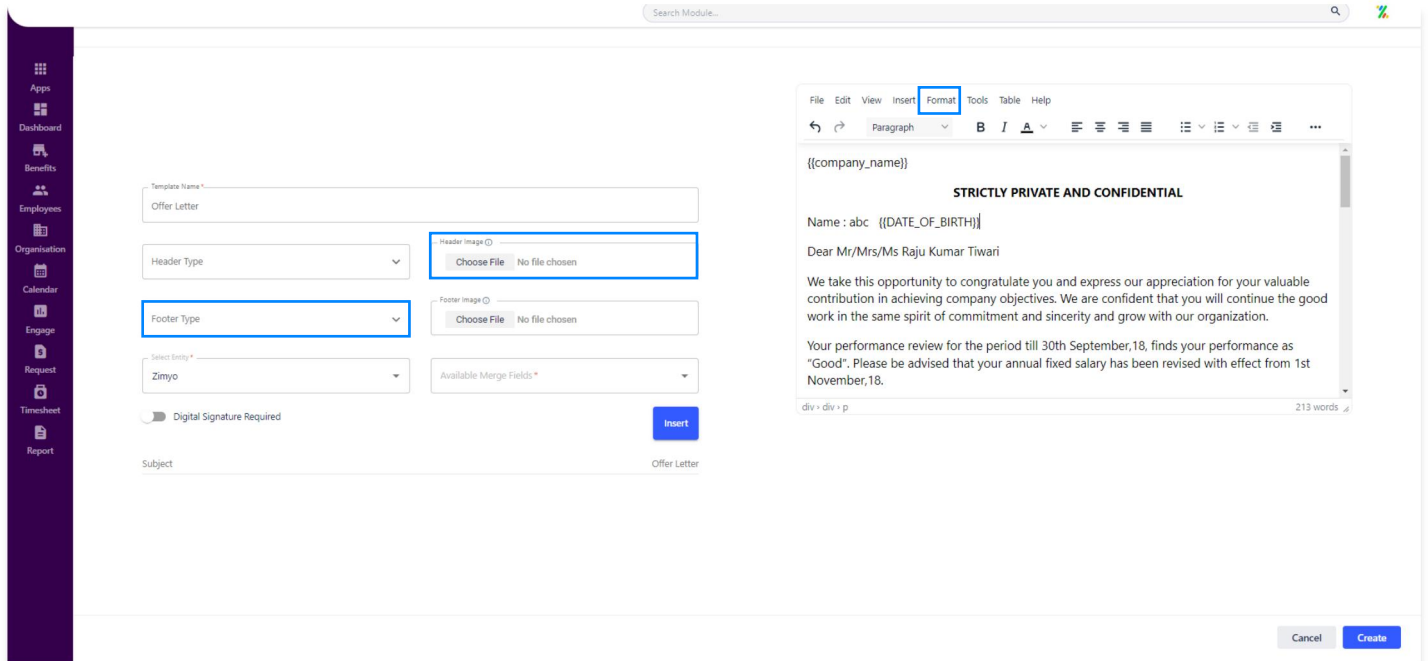 Search Module...
Apps
Dashboard
Benefits
Employees
Organisation
Calendar
Engage
Request
Timesheet
Report
Template Name *
Offer Letter
Header Type
Header Image
Choose File No file chosen
Footer Type
Footer Image
Choose File No file chosen
Select Entity *
Zimyo
Available Merge Fields *
Digital Signature Required
Insert
Subject Offer Letter
File Edit View Insert Format Tools Table Help
Paragraph B I A
{{company_name}}
STRICTLY PRIVATE AND CONFIDENTIAL
Name : abc {{DATE_OF_BIRTH}}
Dear Mr/Mrs/Ms Raju Kumar Tiwari
We take this opportunity to congratulate you and express our appreciation for your valuable
contribution in achieving company objectives. We are confident that you will continue the good
work in the same spirit of commitment and sincerity and grow with our organization.
Your performance review for the period till 30th September,18, finds your performance as
“Good”. Please be advised that your annual fixed salary has been revised with effect from 1st
November,18.
div › div › p 213 words
Cancel Create